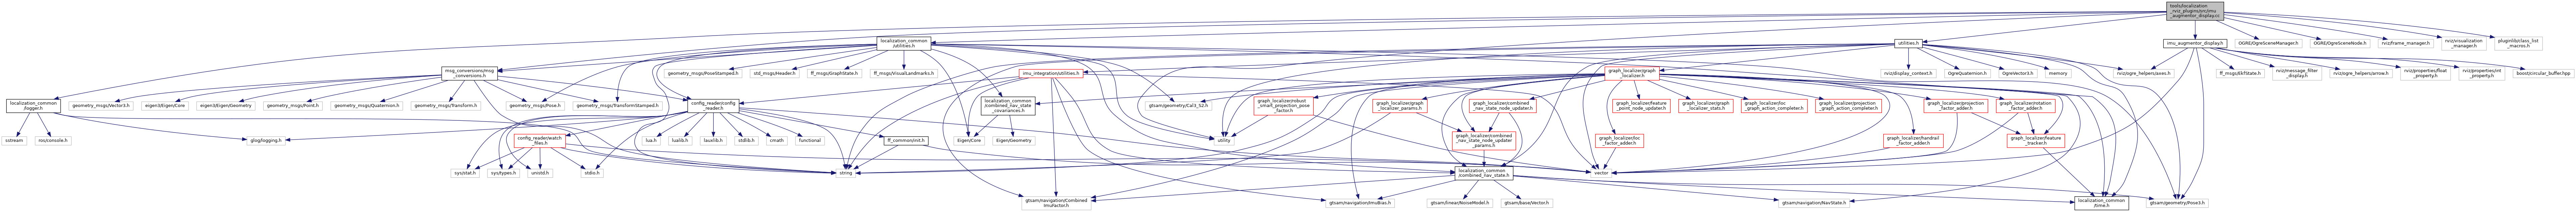 tools/localization
_rviz_plugins/src/imu
_augmentor_display.cc
localization_common
/utilities.h
utilities.h
imu_augmentor_display.h
OGRE/OgreSceneManager.h
OGRE/OgreSceneNode.h
rviz/frame_manager.h
rviz/visualization
_manager.h
pluginlib/class_list
_macros.h
msg_conversions/msg
_conversions.h
geometry_msgs/PoseStamped.h
std_msgs/Header.h
ff_msgs/GraphState.h
ff_msgs/VisualLandmarks.h
imu_integration/utilities.h
graph_localizer/graph
_localizer.h
rviz/display_context.h
OgreQuaternion.h
OgreVector3.h
memory
rviz/ogre_helpers/axes.h
ff_msgs/EkfState.h
rviz/message_filter
_display.h
rviz/ogre_helpers/arrow.h
rviz/properties/float
_property.h
rviz/properties/int
_property.h
boost/circular_buffer.hpp
localization_common
/logger.h
geometry_msgs/Vector3.h
eigen3/Eigen/Core
eigen3/Eigen/Geometry
geometry_msgs/Point.h
geometry_msgs/Quaternion.h
geometry_msgs/Transform.h
geometry_msgs/Pose.h
geometry_msgs/TransformStamped.h
config_reader/config
_reader.h
localization_common
/combined_nav_state
_covariances.h
gtsam/geometry/Cal3_S2.h
graph_localizer/robust
_smart_projection_pose
_factor.h
graph_localizer/graph
_localizer_params.h
graph_localizer/combined
_nav_state_node_updater.h
graph_localizer/feature
_point_node_updater.h
graph_localizer/graph
_localizer_stats.h
graph_localizer/loc
_graph_action_completer.h
graph_localizer/projection
_graph_action_completer.h
graph_localizer/projection
_factor_adder.h
graph_localizer/rotation
_factor_adder.h
sstream
ros/console.h
glog/logging.h
config_reader/watch
_files.h
lua.h
lualib.h
lauxlib.h
stdlib.h
cmath
functional
ff_common/init.h
Eigen/Core
Eigen/Geometry
utility
graph_localizer/combined
_nav_state_node_updater
_params.h
graph_localizer/loc
_factor_adder.h
graph_localizer/handrail
_factor_adder.h
graph_localizer/feature
_tracker.h
sys/stat.h
sys/types.h
unistd.h
stdio.h
string
localization_common
/combined_nav_state.h
vector
gtsam/navigation/Combined
ImuFactor.h
gtsam/navigation/ImuBias.h
gtsam/linear/NoiseModel.h
gtsam/base/Vector.h
gtsam/navigation/NavState.h
localization_common
/time.h
gtsam/geometry/Pose3.h